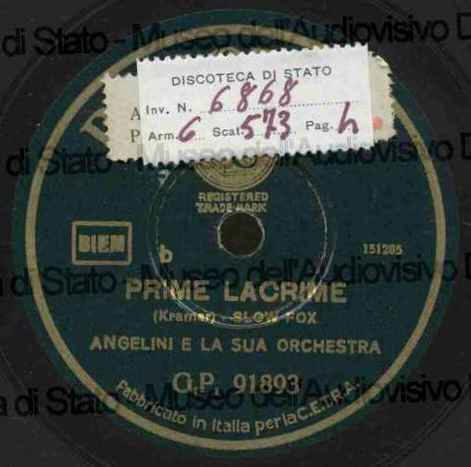 DISCOTECA DI STATO
Inv. N. 6868
Arm. 6 Scat. 573 Pag. h
REGISTERED
TRADE MARK
BIEM
b
151205
PRIME LACRIME
(Kramer) - SLOW FOX
ANGELINI E LA SUA ORCHESTRA
G.P. 91893
Fabbricato in Italia per la C.E.T.R.A.
di Stato - Museo dell'Audiovisivo D
di Stato - Museo dell'Audiovisivo D
di Stato - Museo dell'Audiovisivo D
a di Stato - Museo dell'Audiovisivo